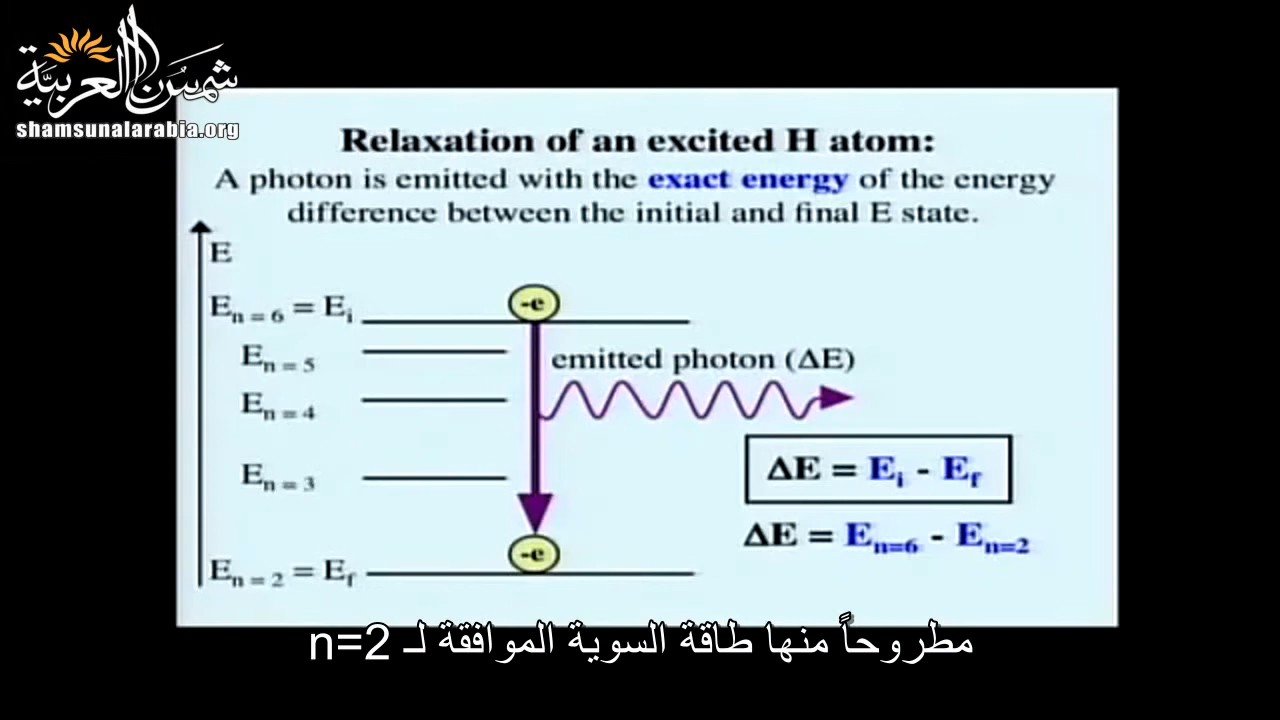 شمس العربية
shamsunalarabia.org
Relaxation of an excited H atom:
A photon is emitted with the exact energy of the energy
difference between the initial and final E state.
E
En = 6 = Ei
-e
En = 5
emitted photon (ΔE)
En = 4
ΔE = Ei - Ef
En = 3
ΔE = En=6 - En=2
-e
En = 2 = Ef
مطروحاً منها طاقة السوية الموافقة لـ n=2